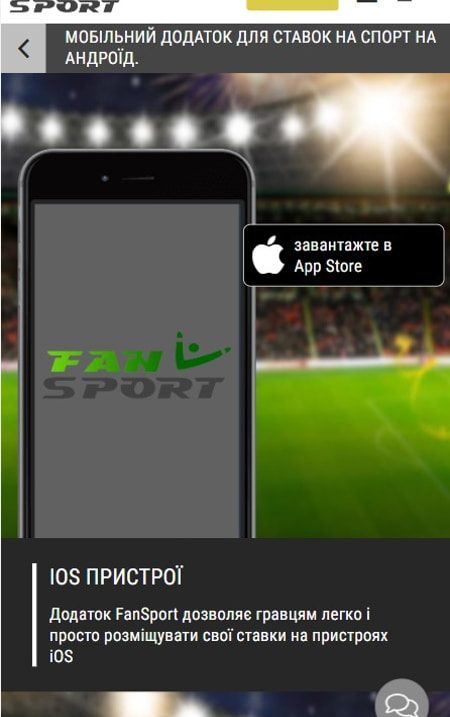 SPORT
МОБІЛЬНИЙ ДОДАТОК ДЛЯ СТАВОК НА СПОРТ НА
АНДРОЇД.
завантажте в
App Store
FAN
SPORT
IOS ПРИСТРОЇ
Додаток FanSport дозволяє гравцям легко і
просто розміщувати свої ставки на пристроях
iOS